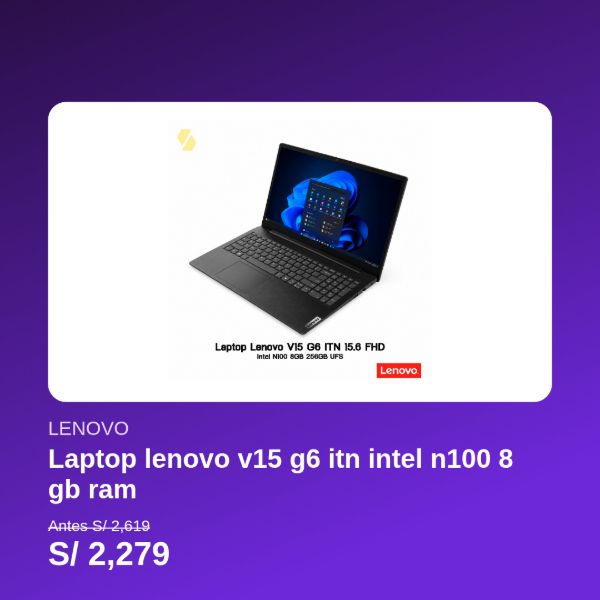 Laptop Lenovo V15 G6 ITN 15.6 FHD
Intel N100 8GB 256GB UFS
Lenovo
LENOVO
Laptop lenovo v15 g6 itn intel n100 8
gb ram
Antes S/ 2,619
S/ 2,279